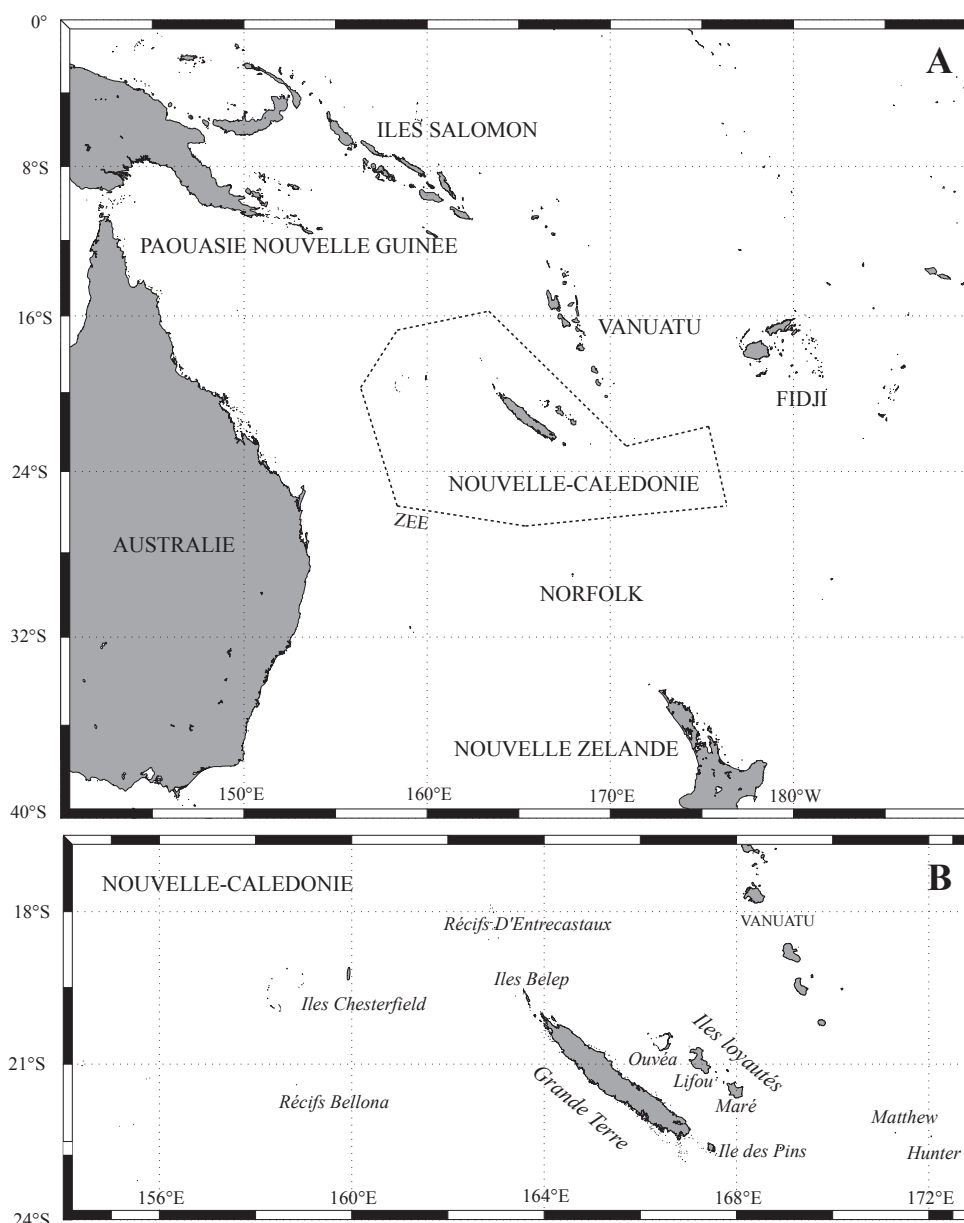 0°
A
ILES SALOMON
8°S
PAOUASIE NOUVELLE GUINÉE
16°S
VANUATU
FIDJI
24°S
NOUVELLE-CALEDONIE
ZEE
AUSTRALIE
NORFOLK
32°S
NOUVELLE ZELANDE
150°E
160°E
170°E
180°W
40°S
B
NOUVELLE-CALEDONIE
18°S
Récifs D'Entrecastaux
VANUATU
Iles Belep
Iles Chesterfield
Iles loyautés
21°S
Ouvéa
Lifou
Récifs Bellona
Grande Terre
Maré
Matthew
Ile des Pins
Hunter
156°E
160°E
164°E
168°E
172°E
24°S